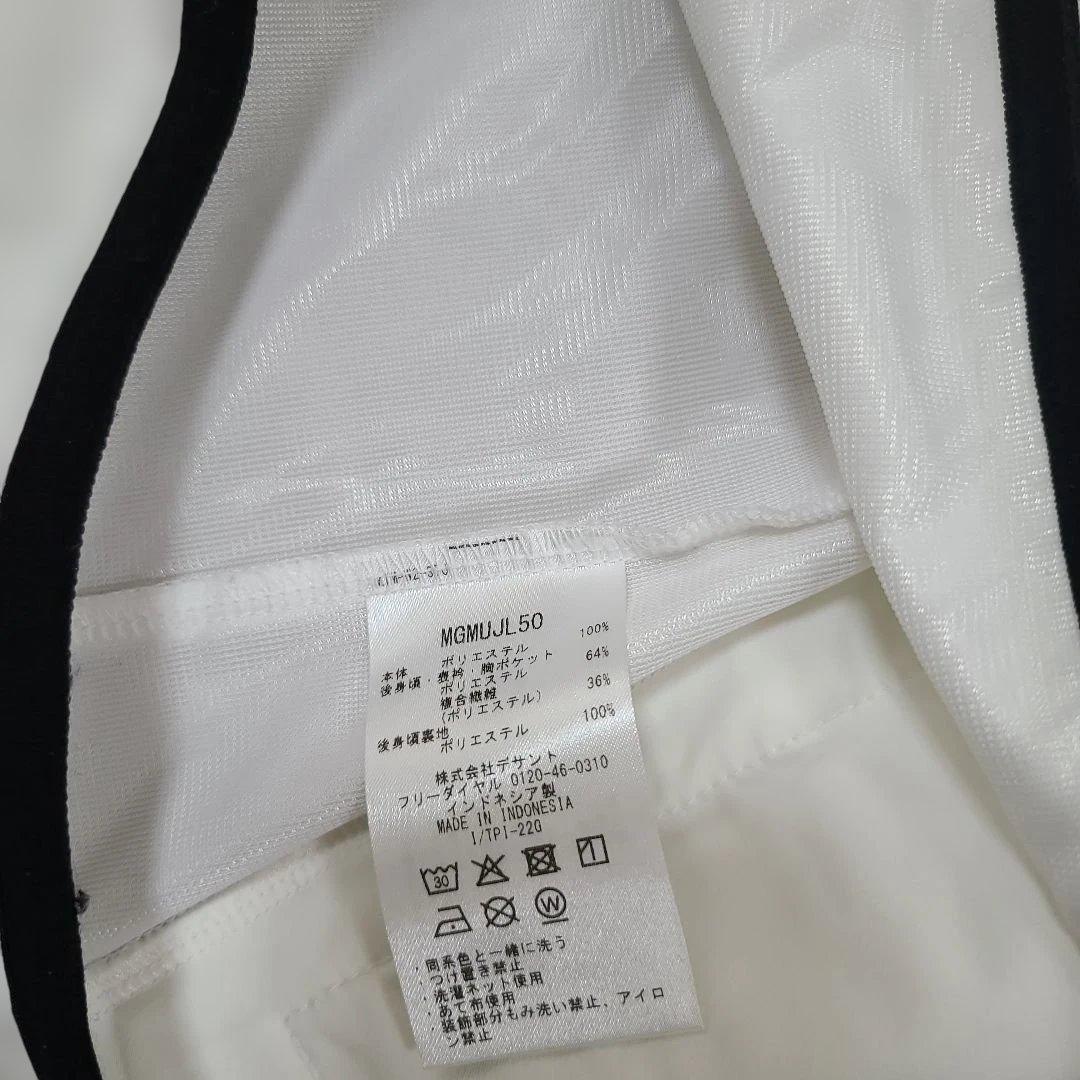 MGMUJL50
本体 ポリエステル 100%
後身頃・裏衿・胸ポケット
ポリエステル 64%
複合繊維 36%
(ポリエステル)
後身頃裏地
ポリエステル 100%
株式会社デサント
フリーダイヤル 0120-46-0310
インドネシア製
MADE IN INDONESIA
I/TPI-22G
30
W
・同系色と一緒に洗う
つけ置き禁止
・洗濯ネット使用
・あて布使用
・装飾部分もみ洗い禁止、アイロ
ン禁止